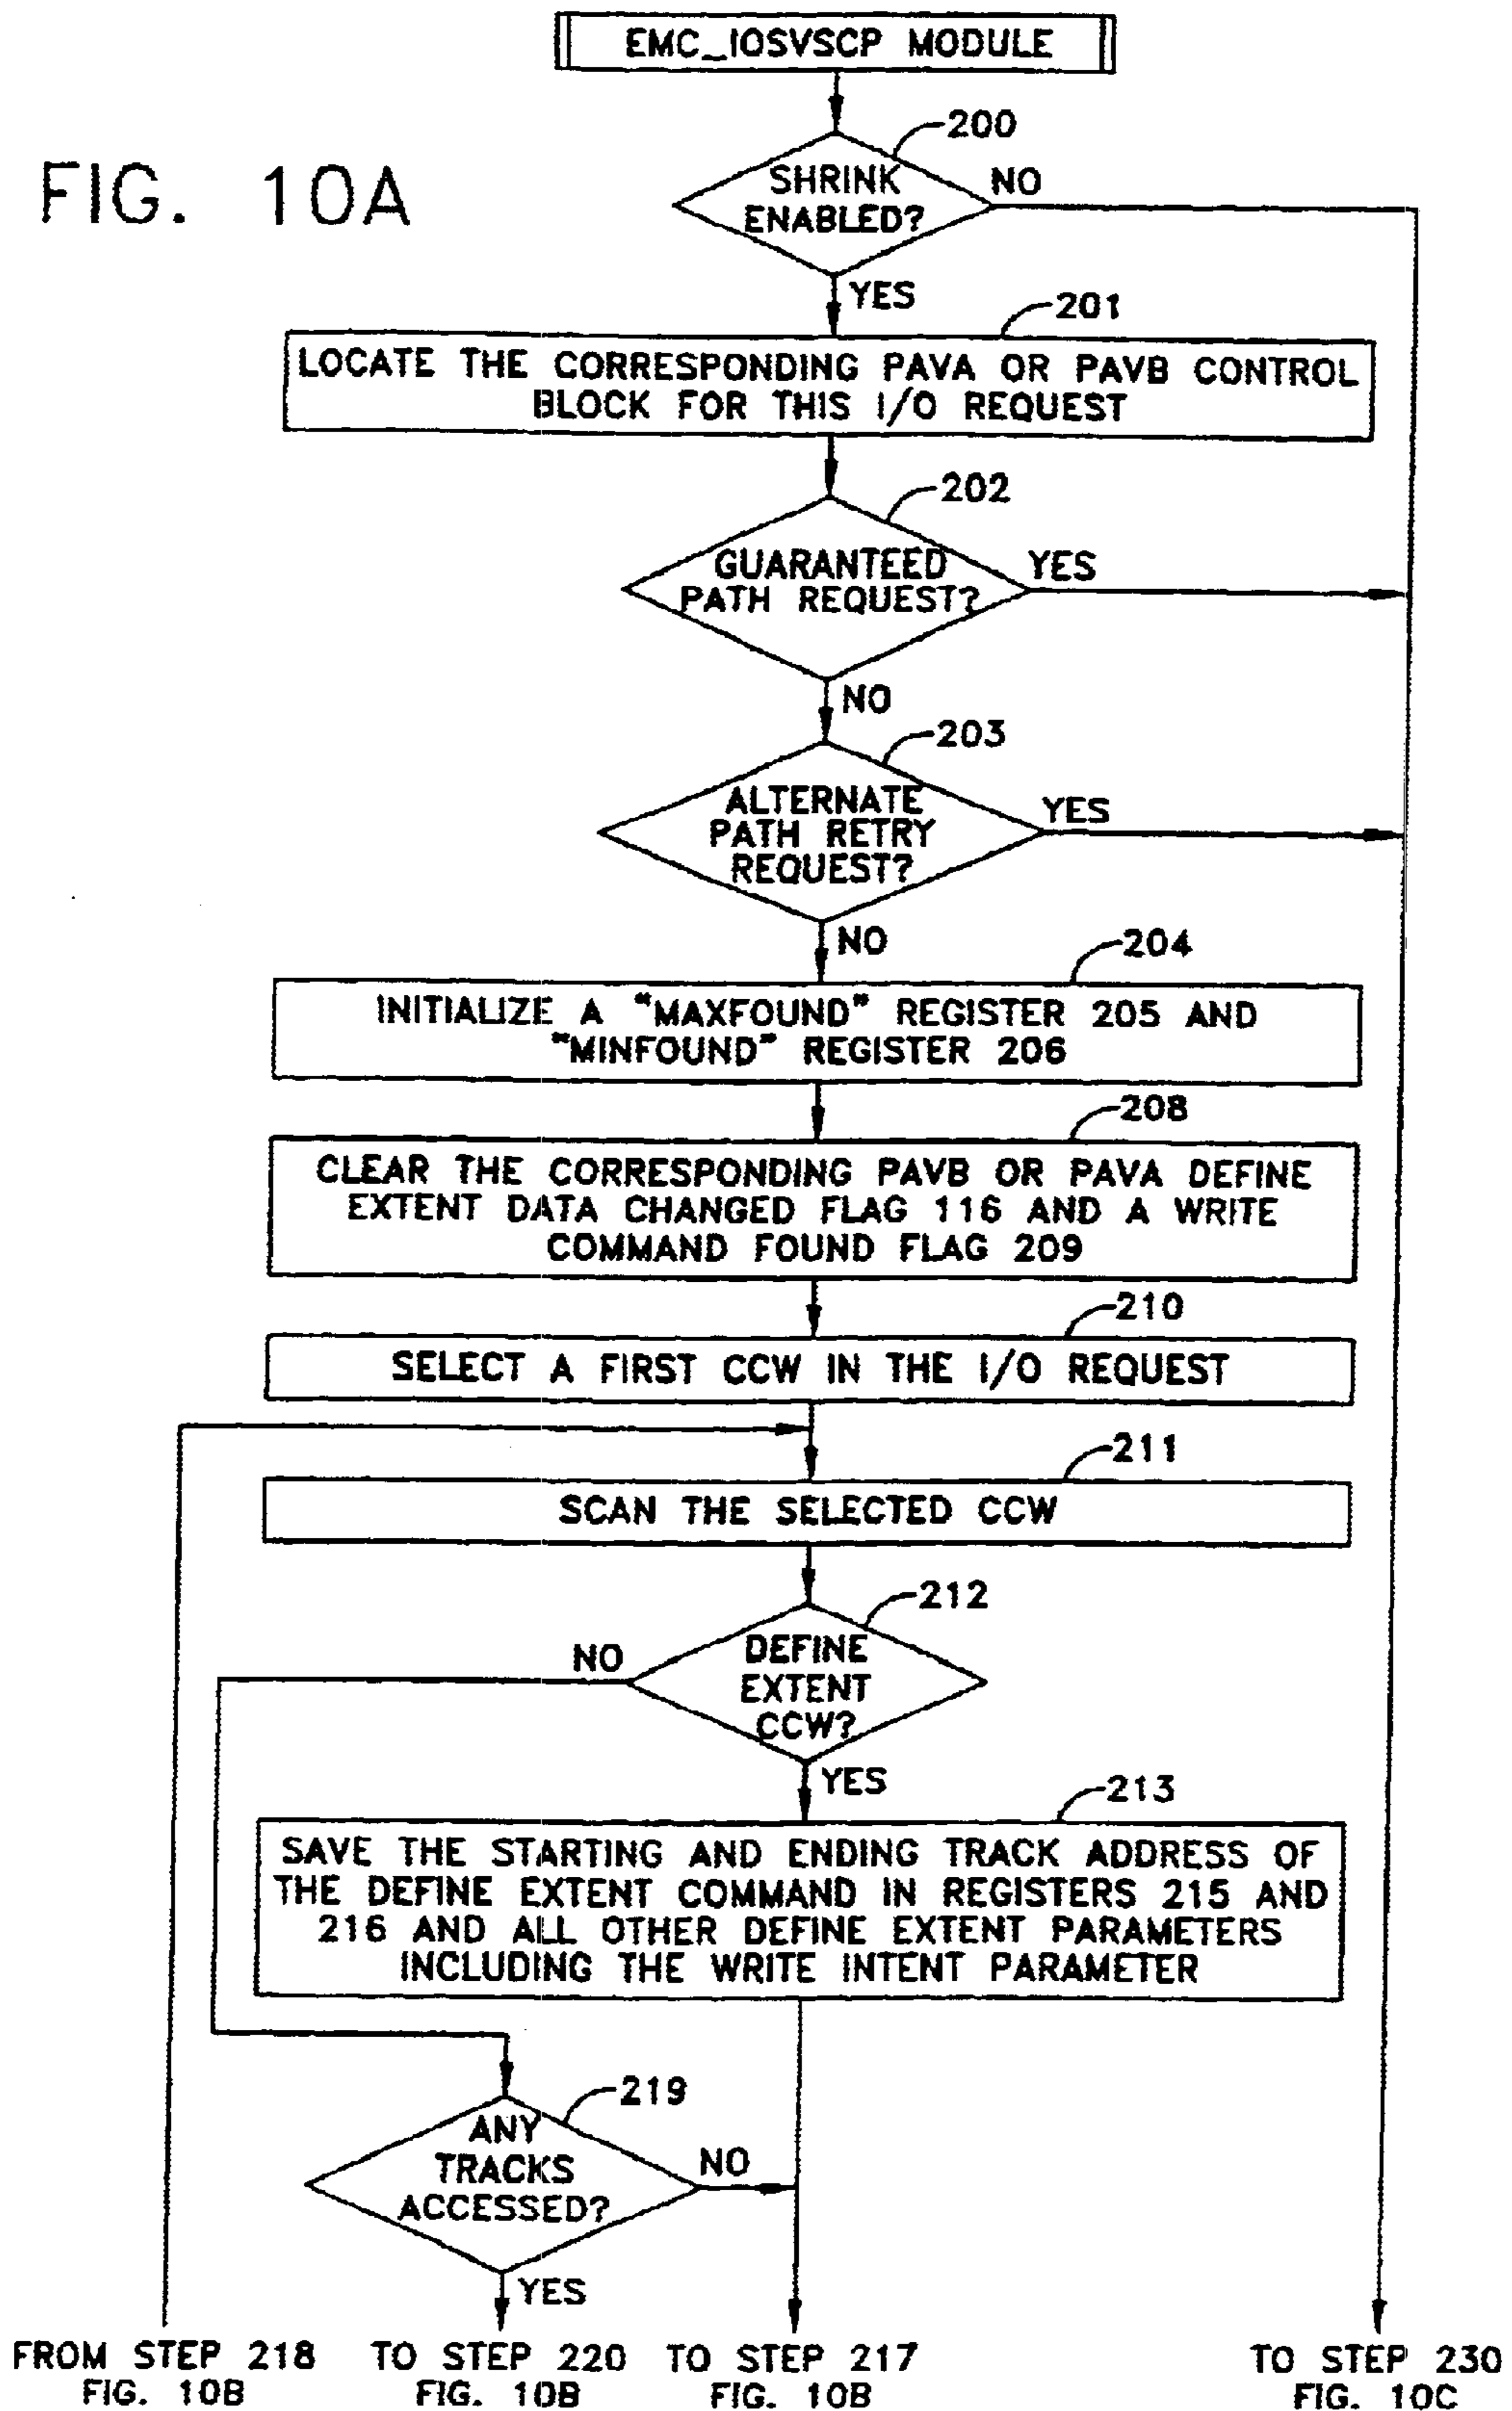 EMC_IOSVSCP MODULE
FIG. 10A
200
SHRINK
ENABLED?
NO
YES
201
LOCATE THE CORRESPONDING PAVA OR PAVB CONTROL
BLOCK FOR THIS I/O REQUEST
202
GUARANTEED
PATH REQUEST?
YES
NO
203
ALTERNATE
PATH RETRY
REQUEST?
YES
NO
204
INITIALIZE A "MAXFOUND" REGISTER 205 AND
"MINFOUND" REGISTER 206
208
CLEAR THE CORRESPONDING PAVB OR PAVA DEFINE
EXTENT DATA CHANGED FLAG 116 AND A WRITE
COMMAND FOUND FLAG 209
210
SELECT A FIRST CCW IN THE I/O REQUEST
211
SCAN THE SELECTED CCW
212
DEFINE
EXTENT
CCW?
NO
YES
213
SAVE THE STARTING AND ENDING TRACK ADDRESS OF
THE DEFINE EXTENT COMMAND IN REGISTERS 215 AND
216 AND ALL OTHER DEFINE EXTENT PARAMETERS
INCLUDING THE WRITE INTENT PARAMETER
219
ANY
TRACKS
ACCESSED?
NO
YES
FROM STEP 218
FIG. 10B
TO STEP 220
FIG. 10B
TO STEP 217
FIG. 10B
TO STEP 230
FIG. 10C